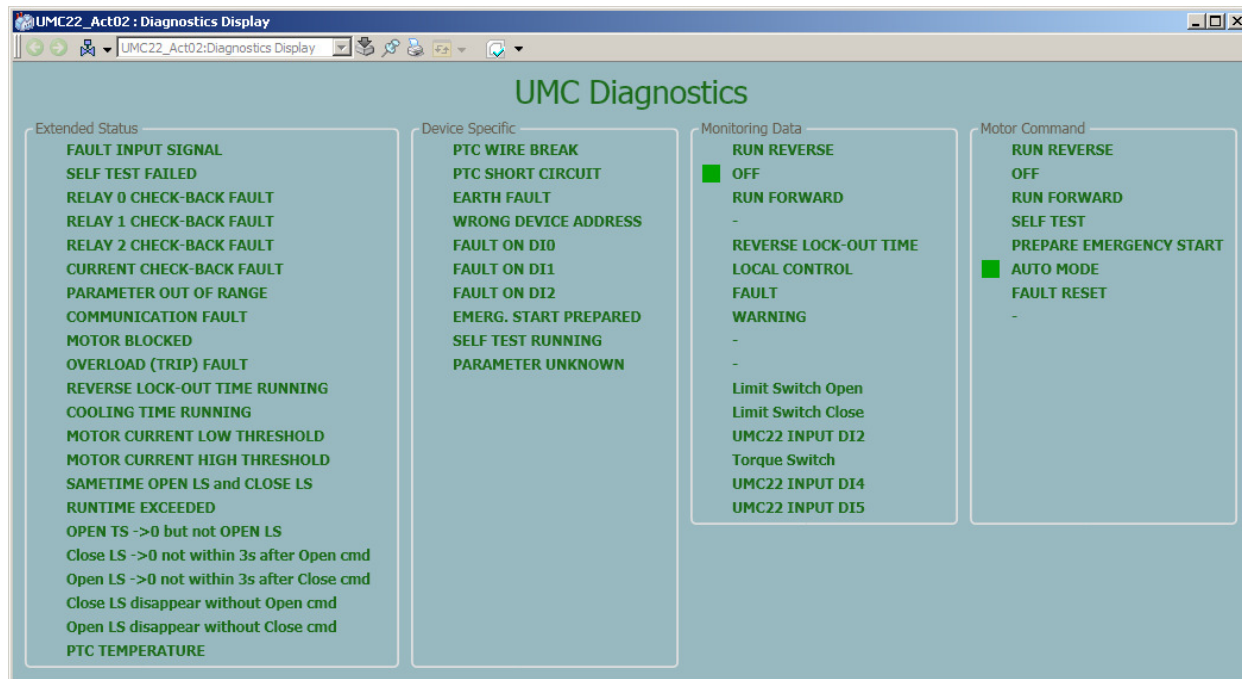 UMC22_Act02 : Diagnostics Display
UMC22_Act02:Diagnostics Display
UMC Diagnostics
Extended Status
FAULT INPUT SIGNAL
SELF TEST FAILED
RELAY 0 CHECK-BACK FAULT
RELAY 1 CHECK-BACK FAULT
RELAY 2 CHECK-BACK FAULT
CURRENT CHECK-BACK FAULT
PARAMETER OUT OF RANGE
COMMUNICATION FAULT
MOTOR BLOCKED
OVERLOAD (TRIP) FAULT
REVERSE LOCK-OUT TIME RUNNING
COOLING TIME RUNNING
MOTOR CURRENT LOW THRESHOLD
MOTOR CURRENT HIGH THRESHOLD
SAMETIME OPEN LS and CLOSE LS
RUNTIME EXCEEDED
OPEN TS ->0 but not OPEN LS
Close LS ->0 not within 3s after Open cmd
Open LS ->0 not within 3s after Close cmd
Close LS disappear without Open cmd
Open LS disappear without Close cmd
PTC TEMPERATURE
Device Specific
PTC WIRE BREAK
PTC SHORT CIRCUIT
EARTH FAULT
WRONG DEVICE ADDRESS
FAULT ON DI0
FAULT ON DI1
FAULT ON DI2
EMERG. START PREPARED
SELF TEST RUNNING
PARAMETER UNKNOWN
Monitoring Data
RUN REVERSE
OFF
RUN FORWARD
-
REVERSE LOCK-OUT TIME
LOCAL CONTROL
FAULT
WARNING
-
-
Limit Switch Open
Limit Switch Close
UMC22 INPUT DI2
Torque Switch
UMC22 INPUT DI4
UMC22 INPUT DI5
Motor Command
RUN REVERSE
OFF
RUN FORWARD
SELF TEST
PREPARE EMERGENCY START
AUTO MODE
FAULT RESET
-